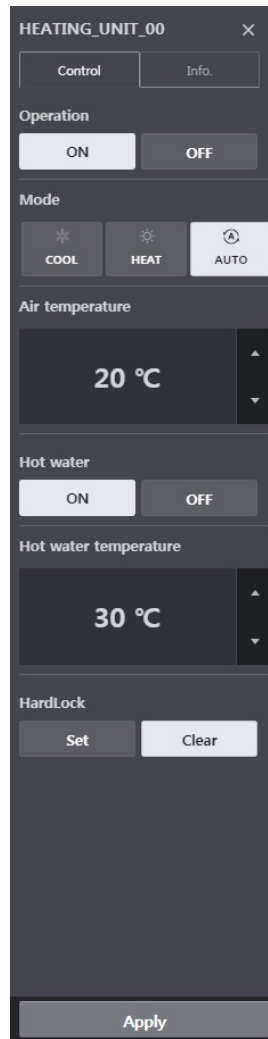 HEATING_UNIT_00 ×
Control Info.
Operation
ON OFF
Mode
COOL HEAT A AUTO
Air temperature
20 °C
Hot water
ON OFF
Hot water temperature
30 °C
HardLock
Set Clear
Apply